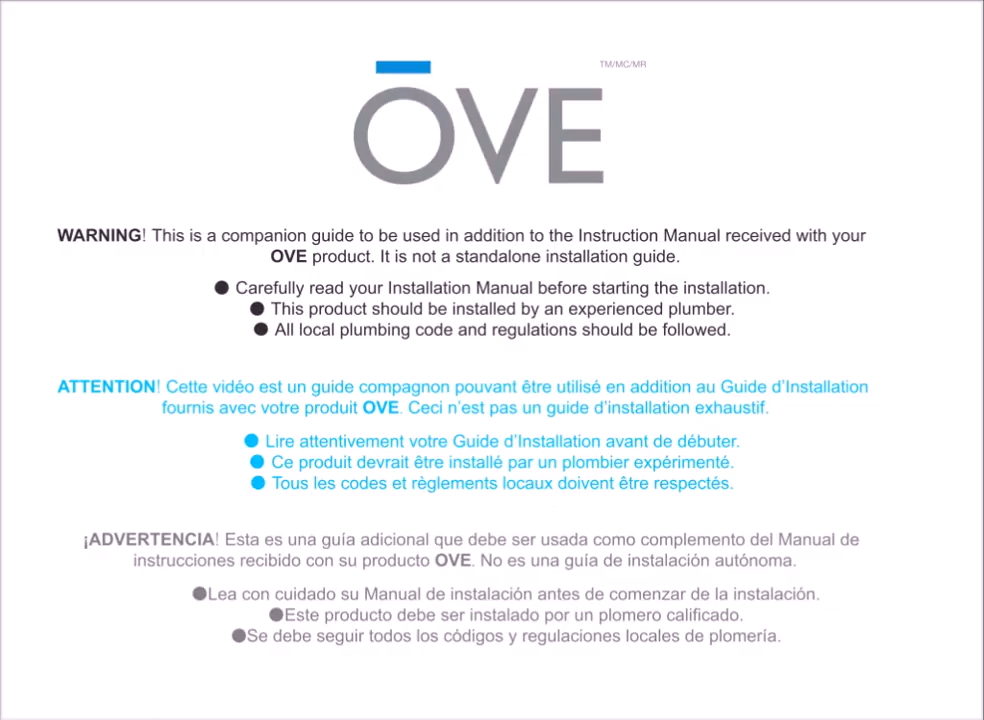 TM/MC/MR
ŌVE
WARNING! This is a companion guide to be used in addition to the Instruction Manual received with your
OVE product. It is not a standalone installation guide.
● Carefully read your Installation Manual before starting the installation.
● This product should be installed by an experienced plumber.
● All local plumbing code and regulations should be followed.
ATTENTION! Cette vidéo est un guide compagnon pouvant être utilisé en addition au Guide d'Installation
fournis avec votre produit OVE. Ceci n'est pas un guide d'installation exhaustif.
● Lire attentivement votre Guide d'Installation avant de débuter.
● Ce produit devrait être installé par un plombier expérimenté.
● Tous les codes et règlements locaux doivent être respectés.
¡ADVERTENCIA! Esta es una guía adicional que debe ser usada como complemento del Manual de
instrucciones recibido con su producto OVE. No es una guía de instalación autónoma.
●Lea con cuidado su Manual de instalación antes de comenzar de la instalación.
●Este producto debe ser instalado por un plomero calificado.
●Se debe seguir todos los códigos y regulaciones locales de plomería.